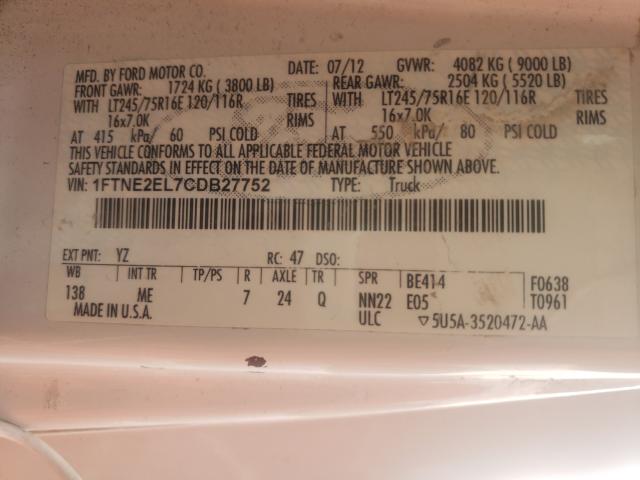 MFD. BY FORD MOTOR CO. DATE: 07/12 GVWR: 4082 KG ( 9000 LB)
FRONT GAWR: 1724 KG ( 3800 LB) REAR GAWR: 2504 KG ( 5520 LB)
WITH LT245/75R16E 120/116R TIRES WITH LT245/75R16E 120/116R TIRES
16x7.0K RIMS 16x7.0K RIMS
AT 415 kPa/ 60 PSI COLD AT 550 kPa/ 80 PSI COLD
THIS VEHICLE CONFORMS TO ALL APPLICABLE FEDERAL MOTOR VEHICLE
SAFETY STANDARDS IN EFFECT ON THE DATE OF MANUFACTURE SHOWN ABOVE.
VIN: 1FTNE2EL7CDB27752 TYPE: Truck
EXT PNT: YZ RC: 47 DSO:
WB INT TR TP/PS R AXLE TR SPR BE414 F0638
138 ME 7 24 Q NN22 E05 T0961
MADE IN U.S.A. ULC ▽5U5A-3520472-AA